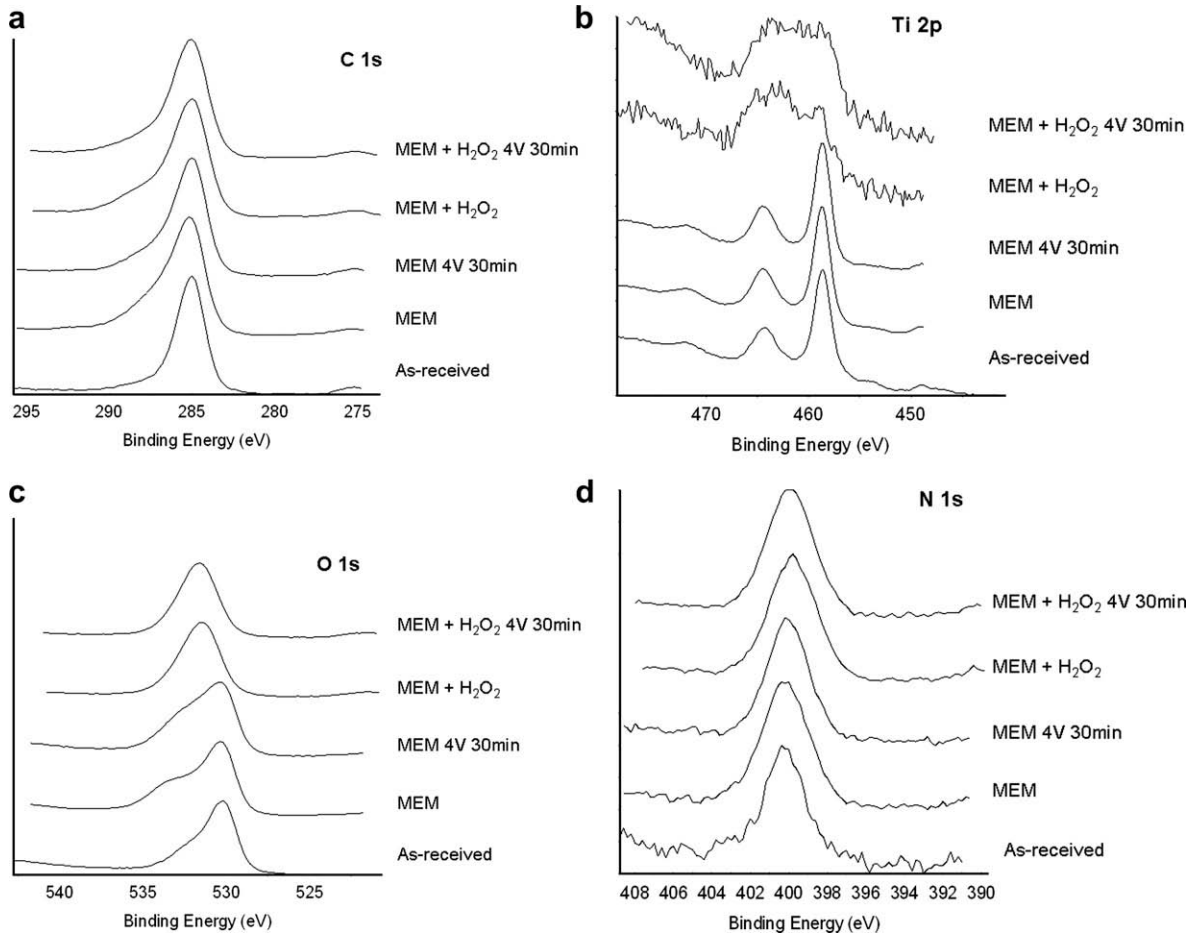 a
C 1s
MEM + H₂O₂ 4V 30min
MEM + H₂O₂
MEM 4V 30min
MEM
As-received
295 290 285 280 275
Binding Energy (eV)
b
Ti 2p
MEM + H₂O₂ 4V 30min
MEM + H₂O₂
MEM 4V 30min
MEM
As-received
470 460 450
Binding Energy (eV)
c
O 1s
MEM + H₂O₂ 4V 30min
MEM + H₂O₂
MEM 4V 30min
MEM
As-received
540 535 530 525
Binding Energy (eV)
d
N 1s
MEM + H₂O₂ 4V 30min
MEM + H₂O₂
MEM 4V 30min
MEM
As-received
408 406 404 402 400 398 396 394 392 390
Binding Energy (eV)